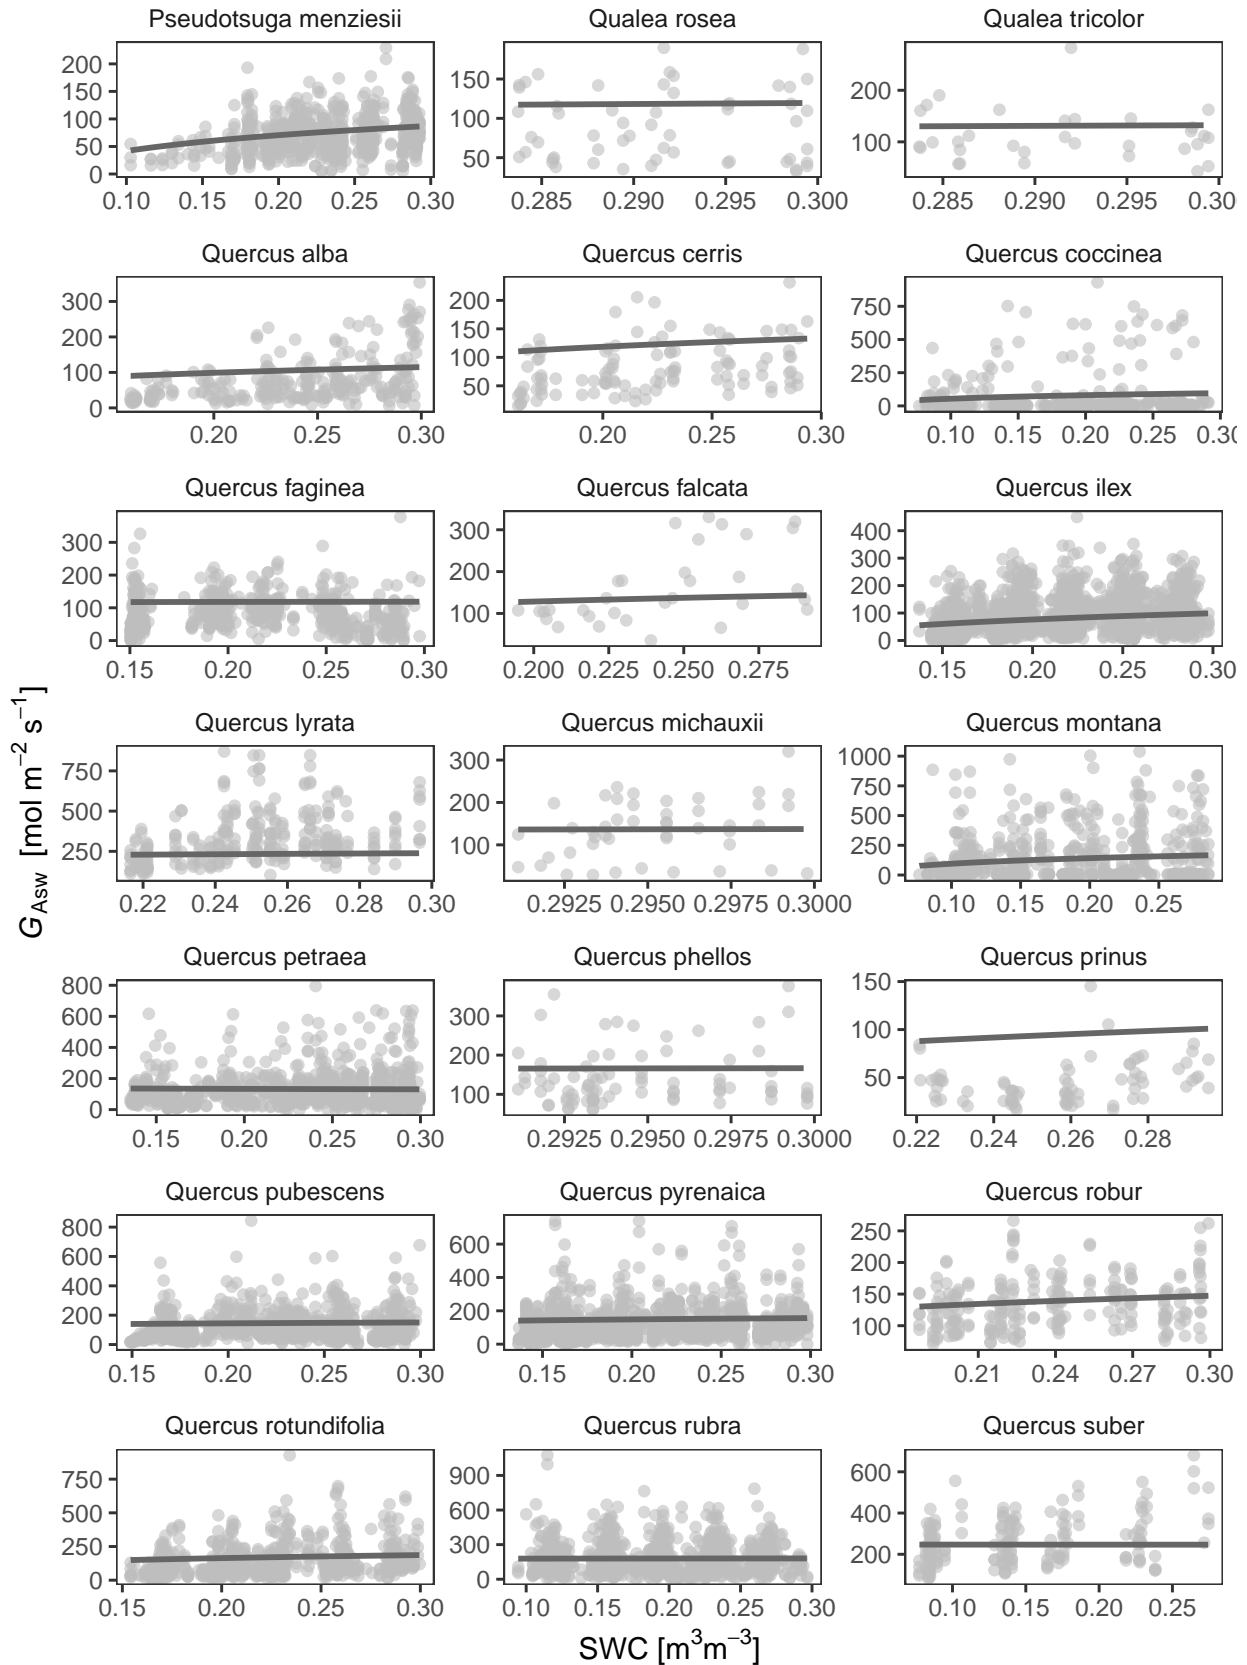 Pseudotsuga menziesii Qualea rosea Qualea tricolor
200
150
100
50
0
0.10 0.15 0.20 0.25 0.30
150
100
50
0.285 0.290 0.295 0.300
200
100
0.285 0.290 0.295 0.300
Quercus alba Quercus cerris Quercus coccinea
300
200
100
0
0.20 0.25 0.30
200
150
100
50
0.20 0.25 0.30
750
500
250
0
0.10 0.15 0.20 0.25 0.30
Quercus faginea Quercus falcata Quercus ilex
300
200
100
0
0.15 0.20 0.25 0.30
300
200
100
0.200 0.225 0.250 0.275
400
300
200
100
0
0.15 0.20 0.25 0.30
G_Asw [mol m⁻² s⁻¹]
Quercus lyrata Quercus michauxii Quercus montana
750
500
250
0.22 0.24 0.26 0.28 0.30
300
200
100
0.2925 0.2950 0.2975 0.3000
1000
750
500
250
0
0.10 0.15 0.20 0.25
Quercus petraea Quercus phellos Quercus prinus
800
600
400
200
0
0.15 0.20 0.25 0.30
300
200
100
0.2925 0.2950 0.2975 0.3000
150
100
50
0.22 0.24 0.26 0.28
Quercus pubescens Quercus pyrenaica Quercus robur
800
600
400
200
0
0.15 0.20 0.25 0.30
600
400
200
0
0.15 0.20 0.25 0.30
250
200
150
100
0.21 0.24 0.27 0.30
Quercus rotundifolia Quercus rubra Quercus suber
750
500
250
0
0.15 0.20 0.25 0.30
900
600
300
0
0.10 0.15 0.20 0.25 0.30
600
400
200
0.10 0.15 0.20 0.25
SWC [m³m⁻³]